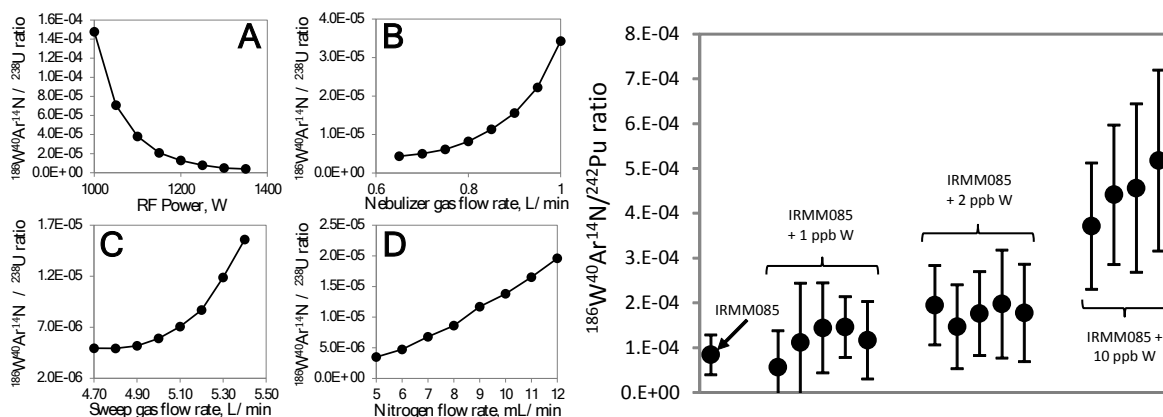 1.6E-04
1.4E-04
1.2E-04
1.0E-04
8.0E-05
6.0E-05
4.0E-05
2.0E-05
0.0E+00
¹⁸⁶W⁴⁰Ar¹⁴N / ²³⁸U ratio
A
1000 1200 1400
RF Power, W
4.0E-05
3.0E-05
2.0E-05
1.0E-05
0.0E+00
¹⁸⁶W⁴⁰Ar¹⁴N / ²³⁸U ratio
B
0.6 0.8 1
Nebulizer gas flow rate, L/ min
1.7E-05
1.2E-05
7.0E-06
2.0E-06
¹⁸⁶W⁴⁰Ar¹⁴N / ²³⁸U ratio
C
4.70 4.90 5.10 5.30 5.50
Sweep gas flow rate, L/ min
2.5E-05
2.0E-05
1.5E-05
1.0E-05
5.0E-06
0.0E+00
¹⁸⁶W⁴⁰Ar¹⁴N / ²³⁸U ratio
D
5 6 7 8 9 10 11 12
Nitrogen flow rate, mL/ min
8.E-04
7.E-04
6.E-04
5.E-04
4.E-04
3.E-04
2.E-04
1.E-04
0.E+00
¹⁸⁶W⁴⁰Ar¹⁴N/²⁴²Pu ratio
IRMM085
IRMM085
+ 1 ppb W
IRMM085
+ 2 ppb W
IRMM085 +
10 ppb W